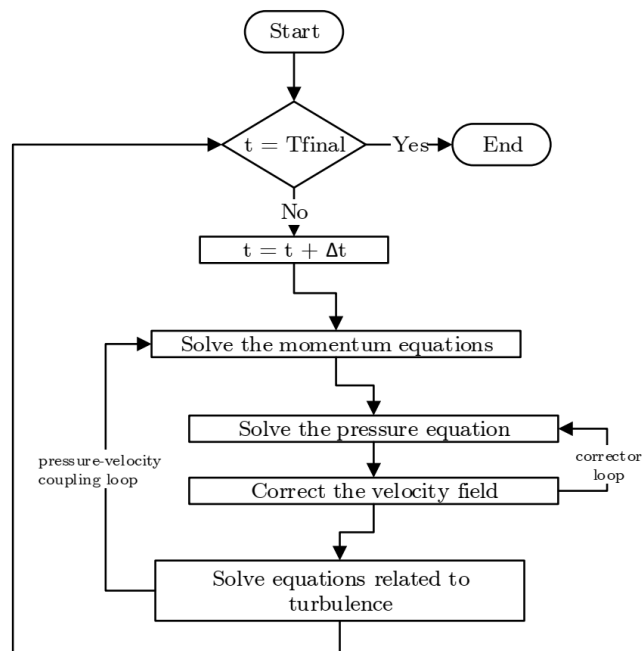 Start
t = Tfinal
Yes
End
No
t = t + Δt
Solve the momentum equations
Solve the pressure equation
pressure-velocity
coupling loop
corrector
loop
Correct the velocity field
Solve equations related to
turbulence